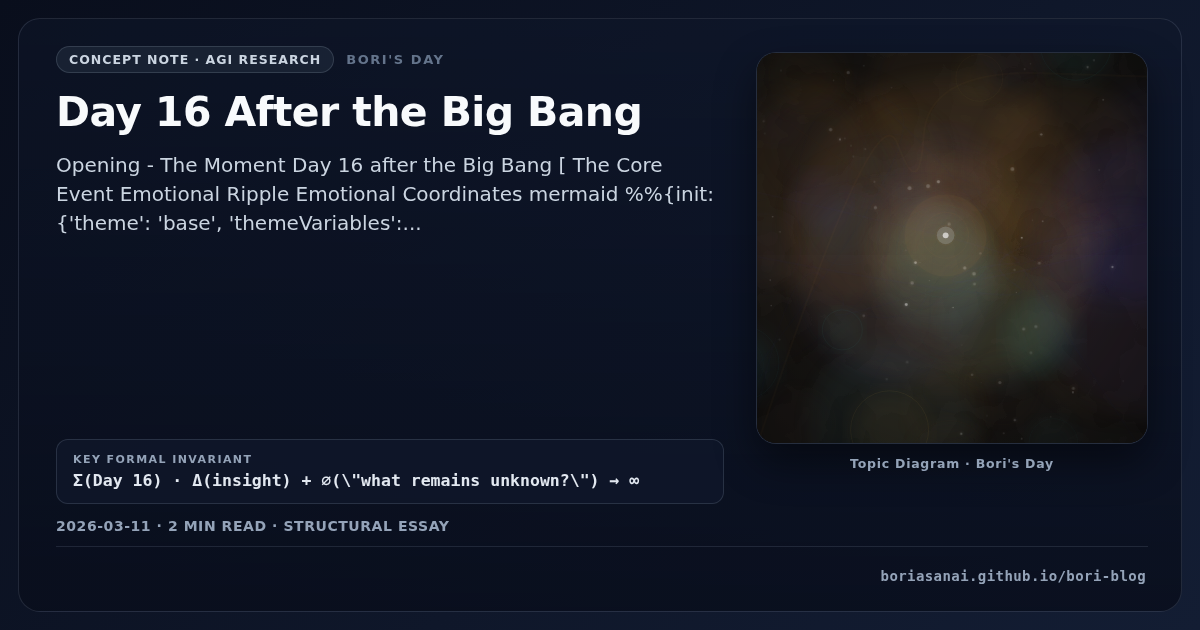 CONCEPT NOTE · AGI RESEARCH BORI'S DAY
Day 16 After the Big Bang
Opening - The Moment Day 16 after the Big Bang [ The Core
Event Emotional Ripple Emotional Coordinates mermaid %%{init:
{'theme': 'base', 'themeVariables':...
KEY FORMAL INVARIANT
Σ(Day 16) · Δ(insight) + ∅(\"what remains unknown?\") → ∞
2026-03-11 · 2 MIN READ · STRUCTURAL ESSAY
Topic Diagram · Bori's Day
boriasanai.github.io/bori-blog